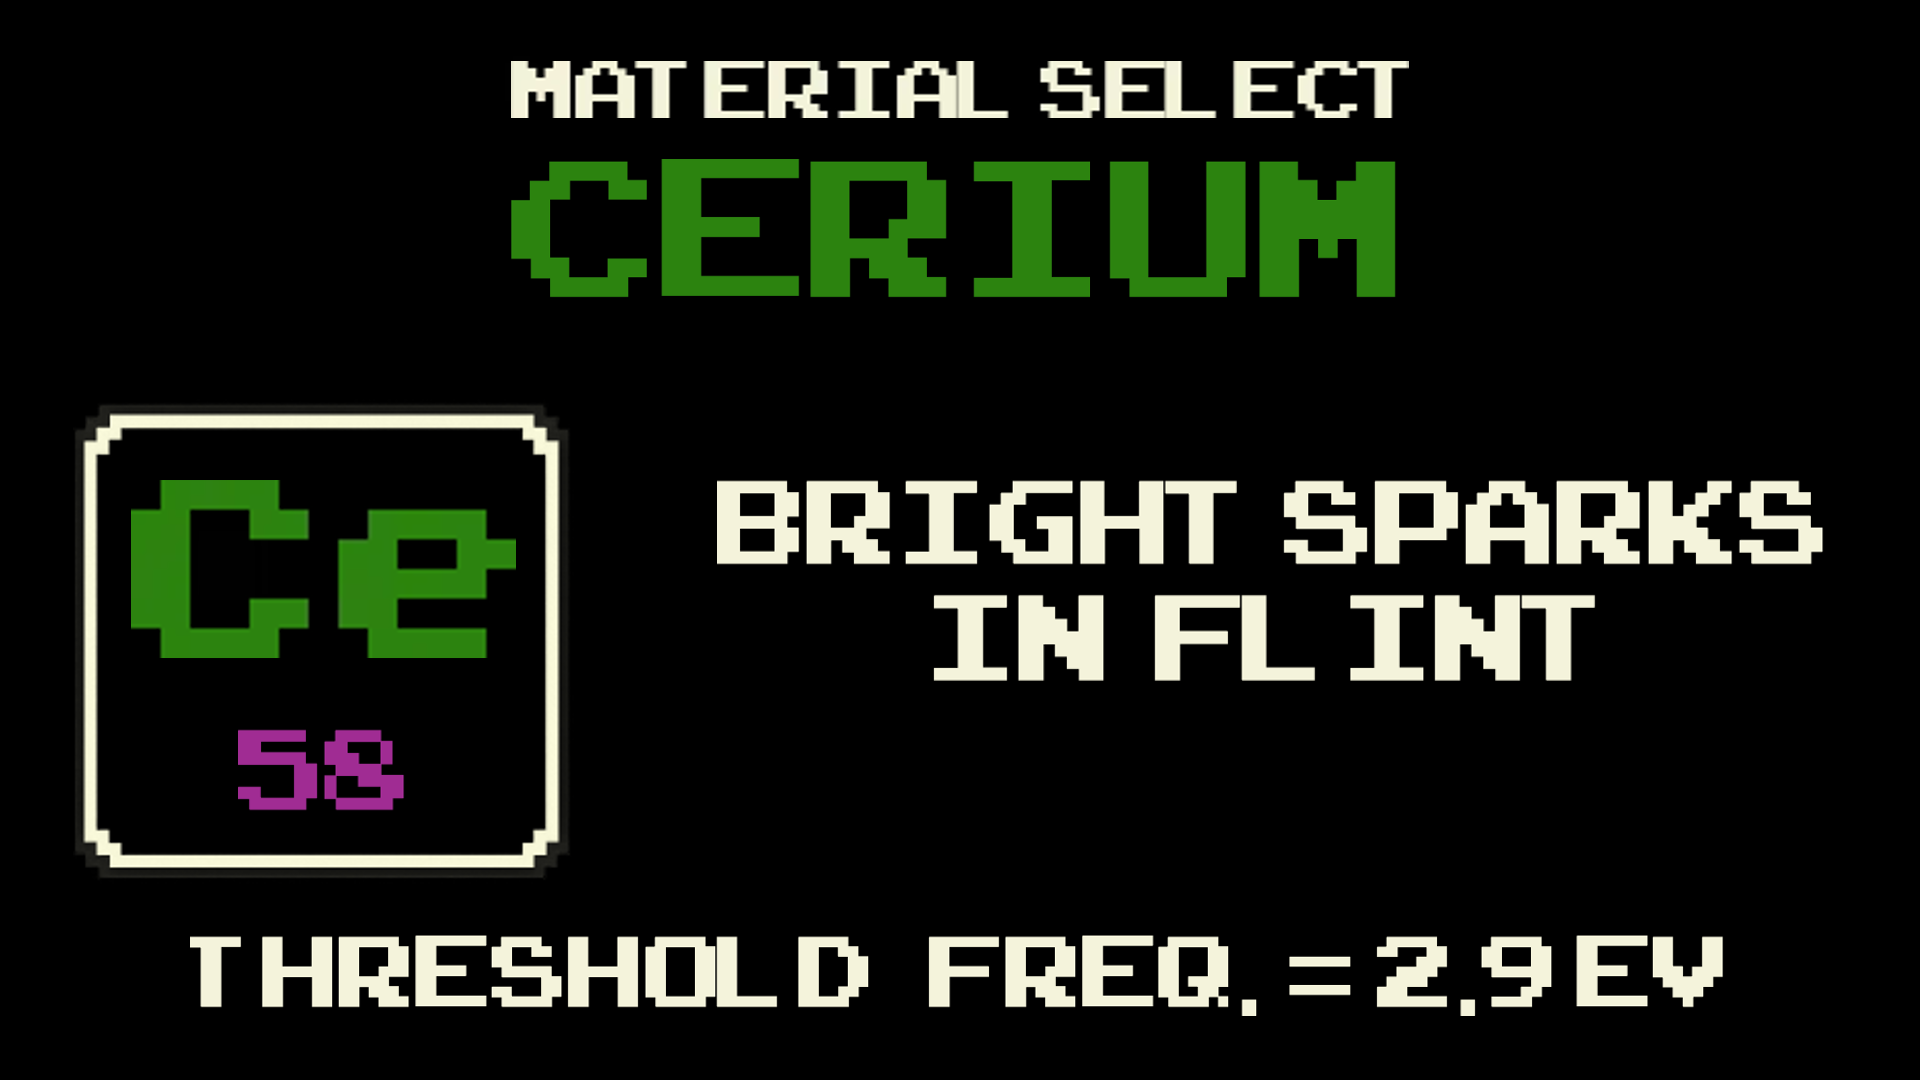 MATERIAL SELECT
CERIUM
Ce
58
BRIGHT SPARKS
IN FLINT
THRESHOLD FREQ. = 2.9 EV